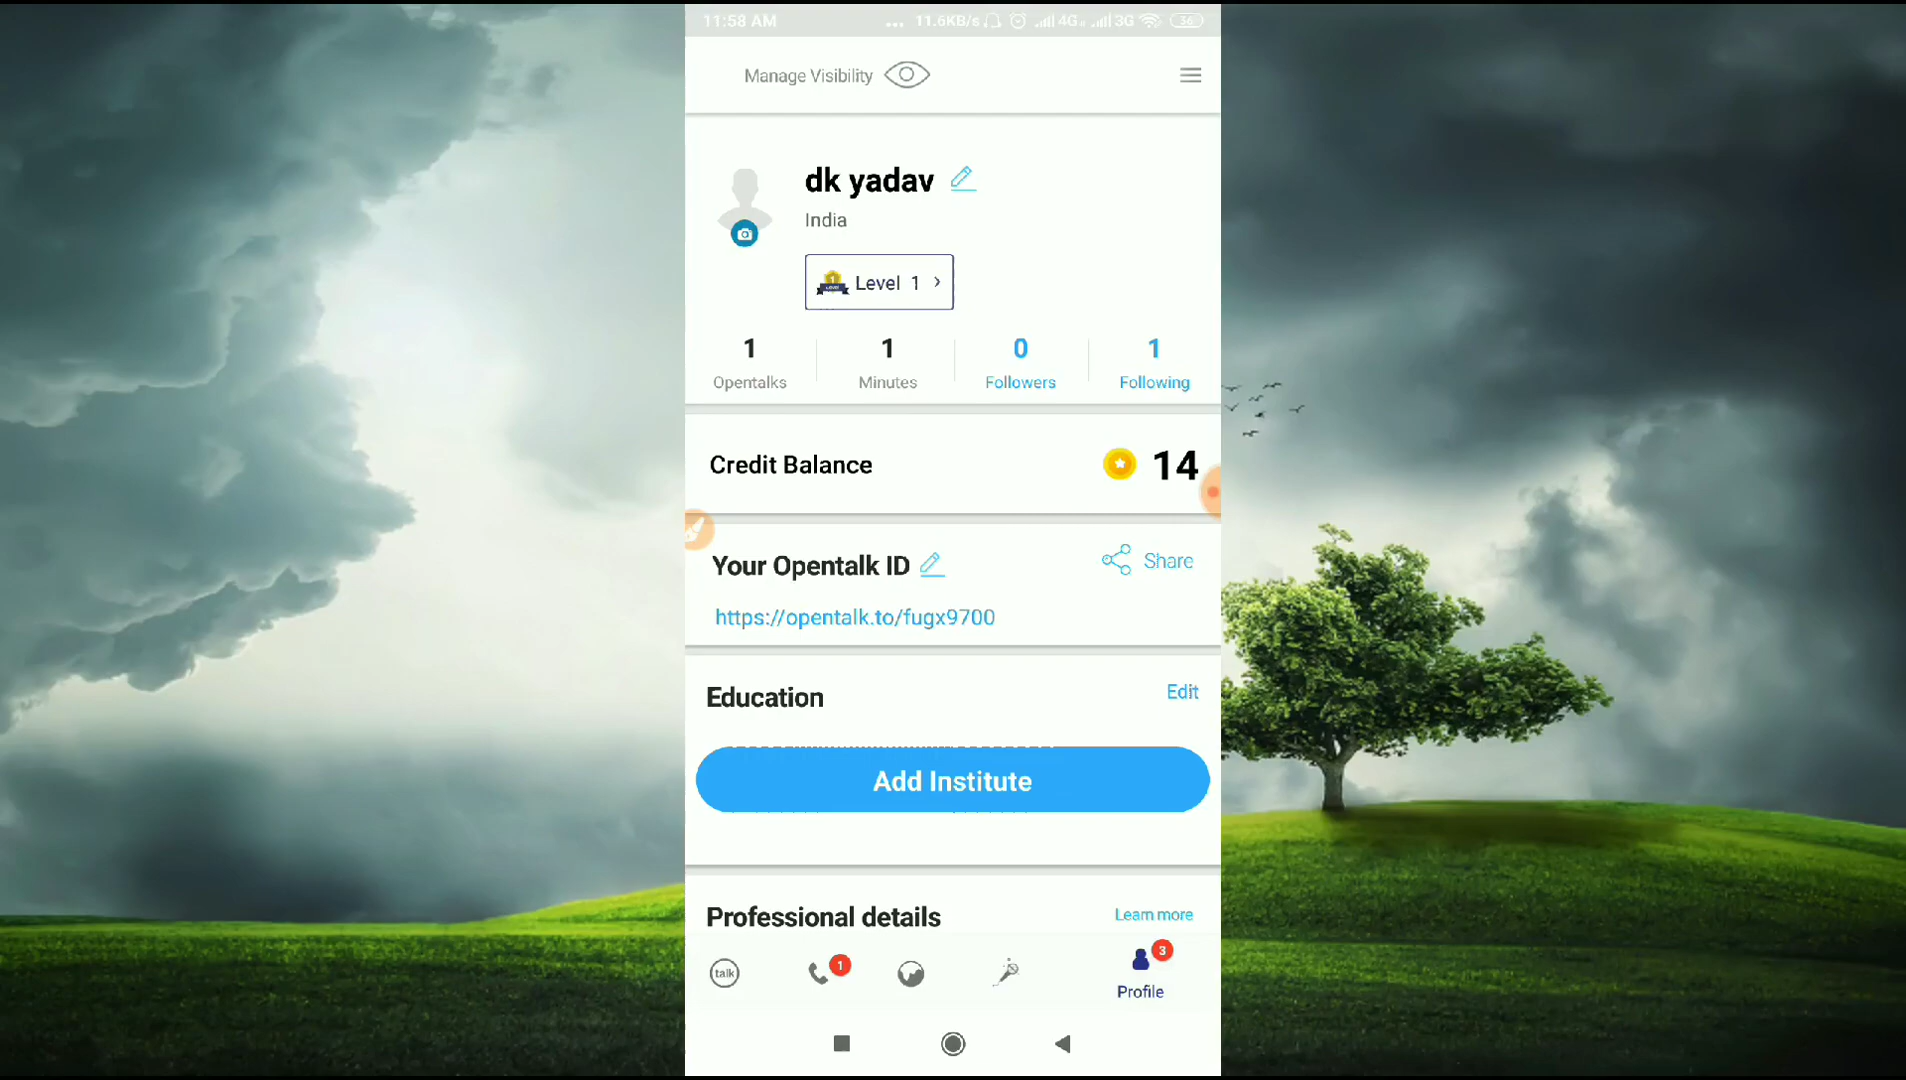 11:58 AM ... 11.6KB/s 4G 3G 36
Manage Visibility
dk yadav
India
Level 1 >
1 1 0 1
Opentalks Minutes Followers Following
Credit Balance 14
Your Opentalk ID Share
https://opentalk.to/fugx9700
Education Edit
Add Institute
Professional details Learn more
talk 1 3
Profile